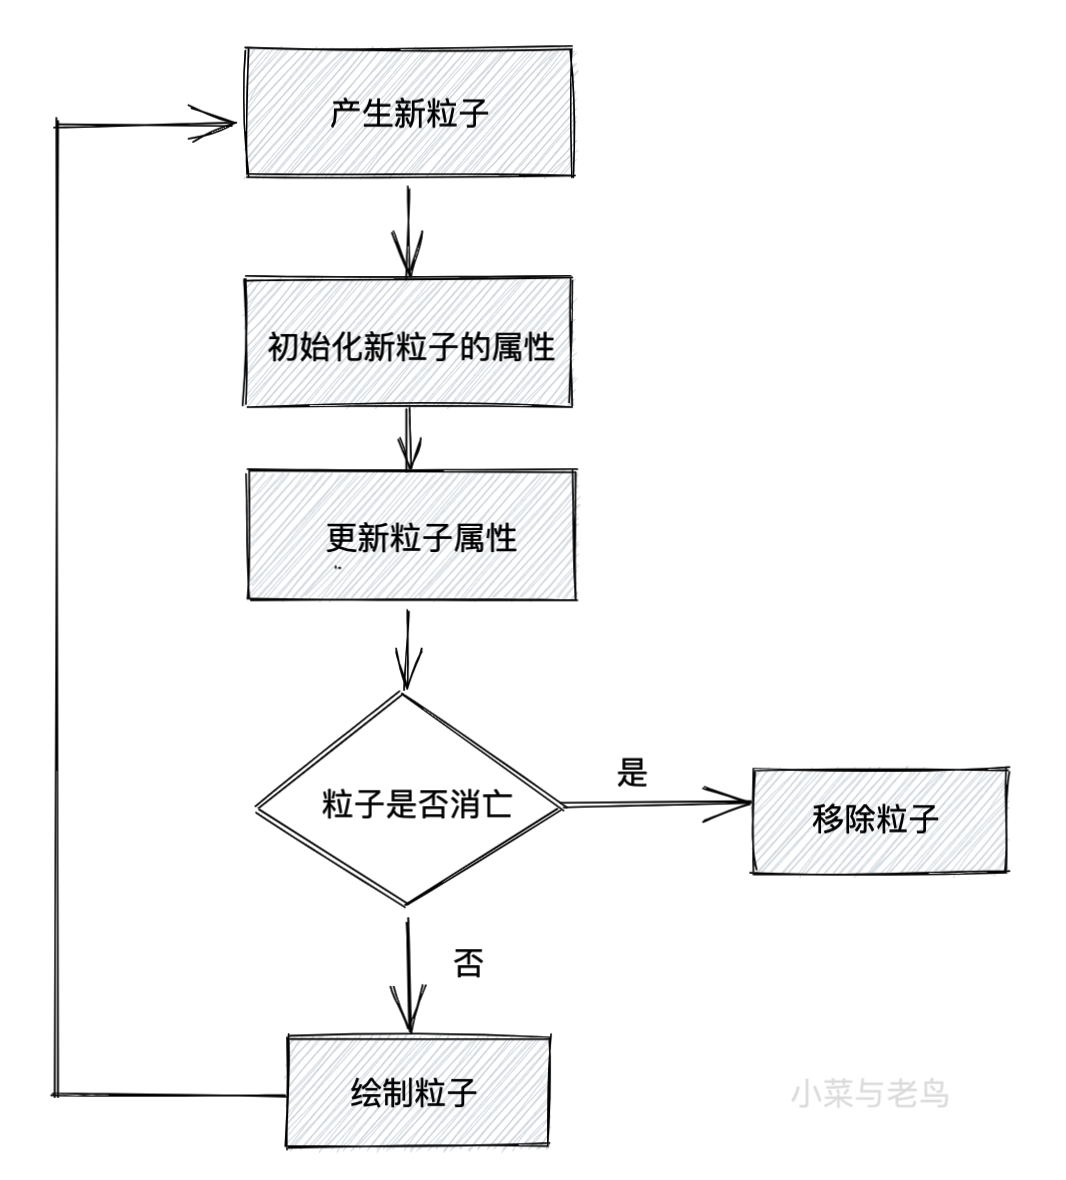 产生新粒子
初始化新粒子的属性
更新粒子属性
粒子是否消亡
是
移除粒子
否
绘制粒子
小菜与老鸟